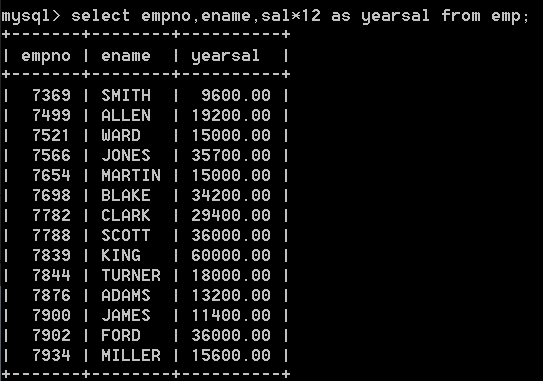 mysql> select empno,ename,sal*12 as yearsal from emp;
+-------+--------+----------+
| empno | ename  | yearsal  |
+-------+--------+----------+
|  7369 | SMITH  |  9600.00 |
|  7499 | ALLEN  | 19200.00 |
|  7521 | WARD   | 15000.00 |
|  7566 | JONES  | 35700.00 |
|  7654 | MARTIN | 15000.00 |
|  7698 | BLAKE  | 34200.00 |
|  7782 | CLARK  | 29400.00 |
|  7788 | SCOTT  | 36000.00 |
|  7839 | KING   | 60000.00 |
|  7844 | TURNER | 18000.00 |
|  7876 | ADAMS  | 13200.00 |
|  7900 | JAMES  | 11400.00 |
|  7902 | FORD   | 36000.00 |
|  7934 | MILLER | 15600.00 |
+-------+--------+----------+